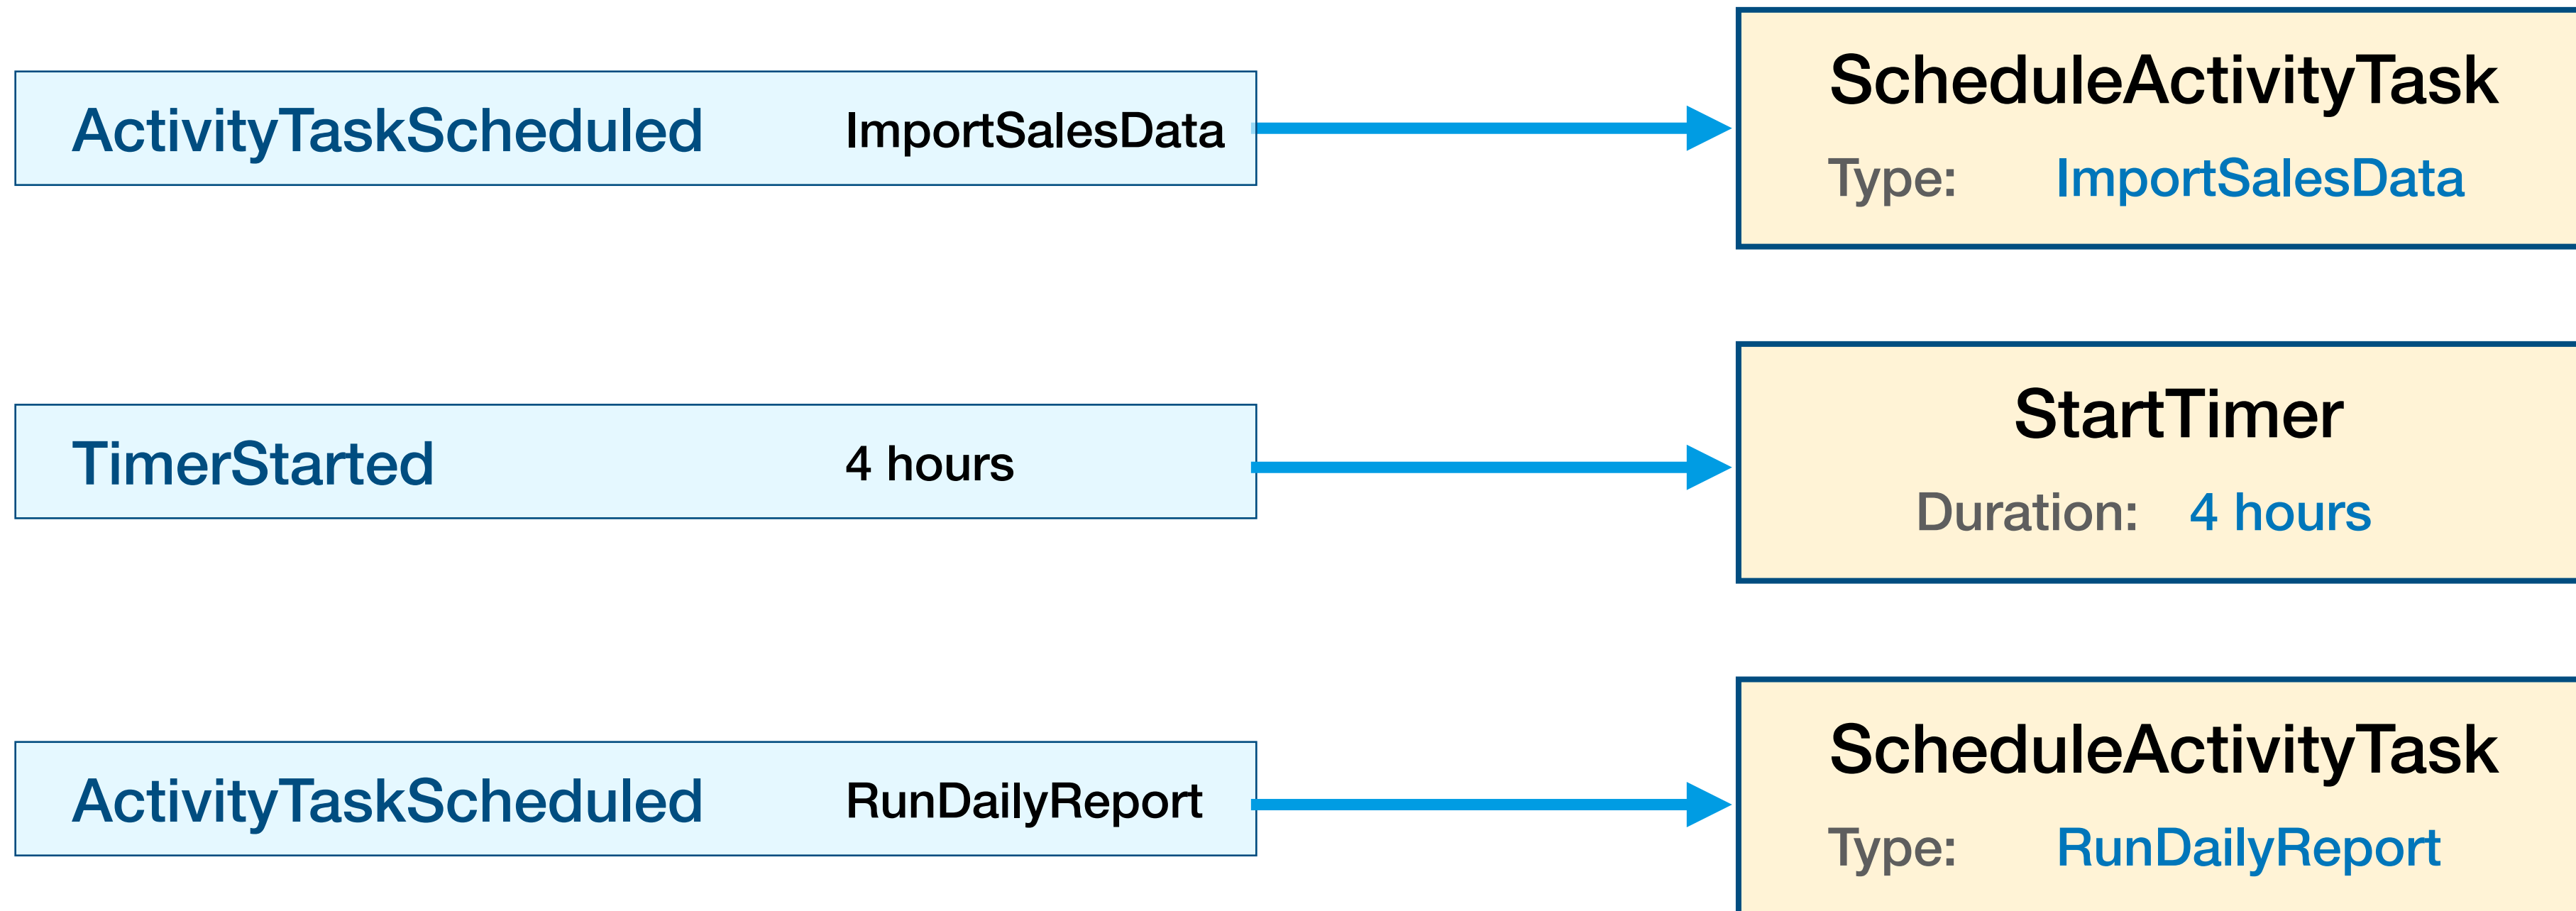 ActivityTaskScheduled ImportSalesData
ScheduleActivityTask
Type: ImportSalesData
TimerStarted 4 hours
StartTimer
Duration: 4 hours
ActivityTaskScheduled RunDailyReport
ScheduleActivityTask
Type: RunDailyReport